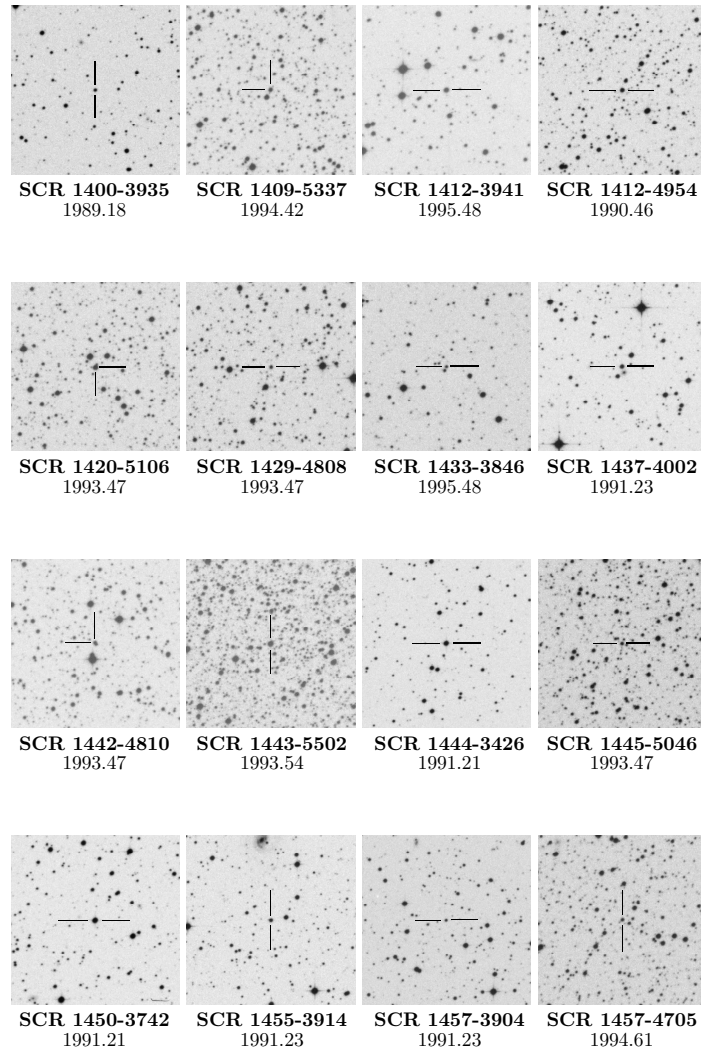 SCR 1400-3935 SCR 1409-5337 SCR 1412-3941 SCR 1412-4954
1989.18 1994.42 1995.48 1990.46
SCR 1420-5106 SCR 1429-4808 SCR 1433-3846 SCR 1437-4002
1993.47 1993.47 1995.48 1991.23
SCR 1442-4810 SCR 1443-5502 SCR 1444-3426 SCR 1445-5046
1993.47 1993.54 1991.21 1993.47
SCR 1450-3742 SCR 1455-3914 SCR 1457-3904 SCR 1457-4705
1991.21 1991.23 1991.23 1994.61